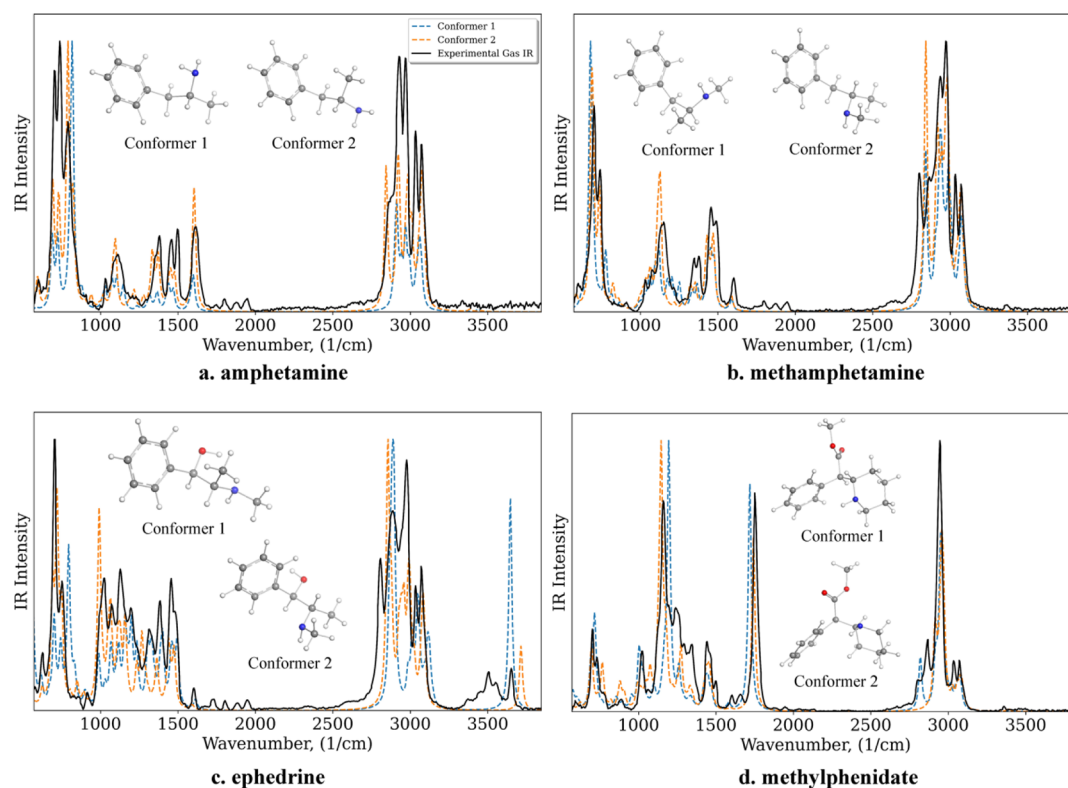 Conformer 1
Conformer 2
Experimental Gas IR
IR Intensity
Conformer 1
Conformer 2
1000 1500 2000 2500 3000 3500
Wavenumber, (1/cm)
a. amphetamine
IR Intensity
Conformer 1
Conformer 2
1000 1500 2000 2500 3000 3500
Wavenumber, (1/cm)
b. methamphetamine
IR Intensity
Conformer 1
Conformer 2
1000 1500 2000 2500 3000 3500
Wavenumber, (1/cm)
c. ephedrine
IR Intensity
Conformer 1
Conformer 2
1000 1500 2000 2500 3000 3500
Wavenumber, (1/cm)
d. methylphenidate